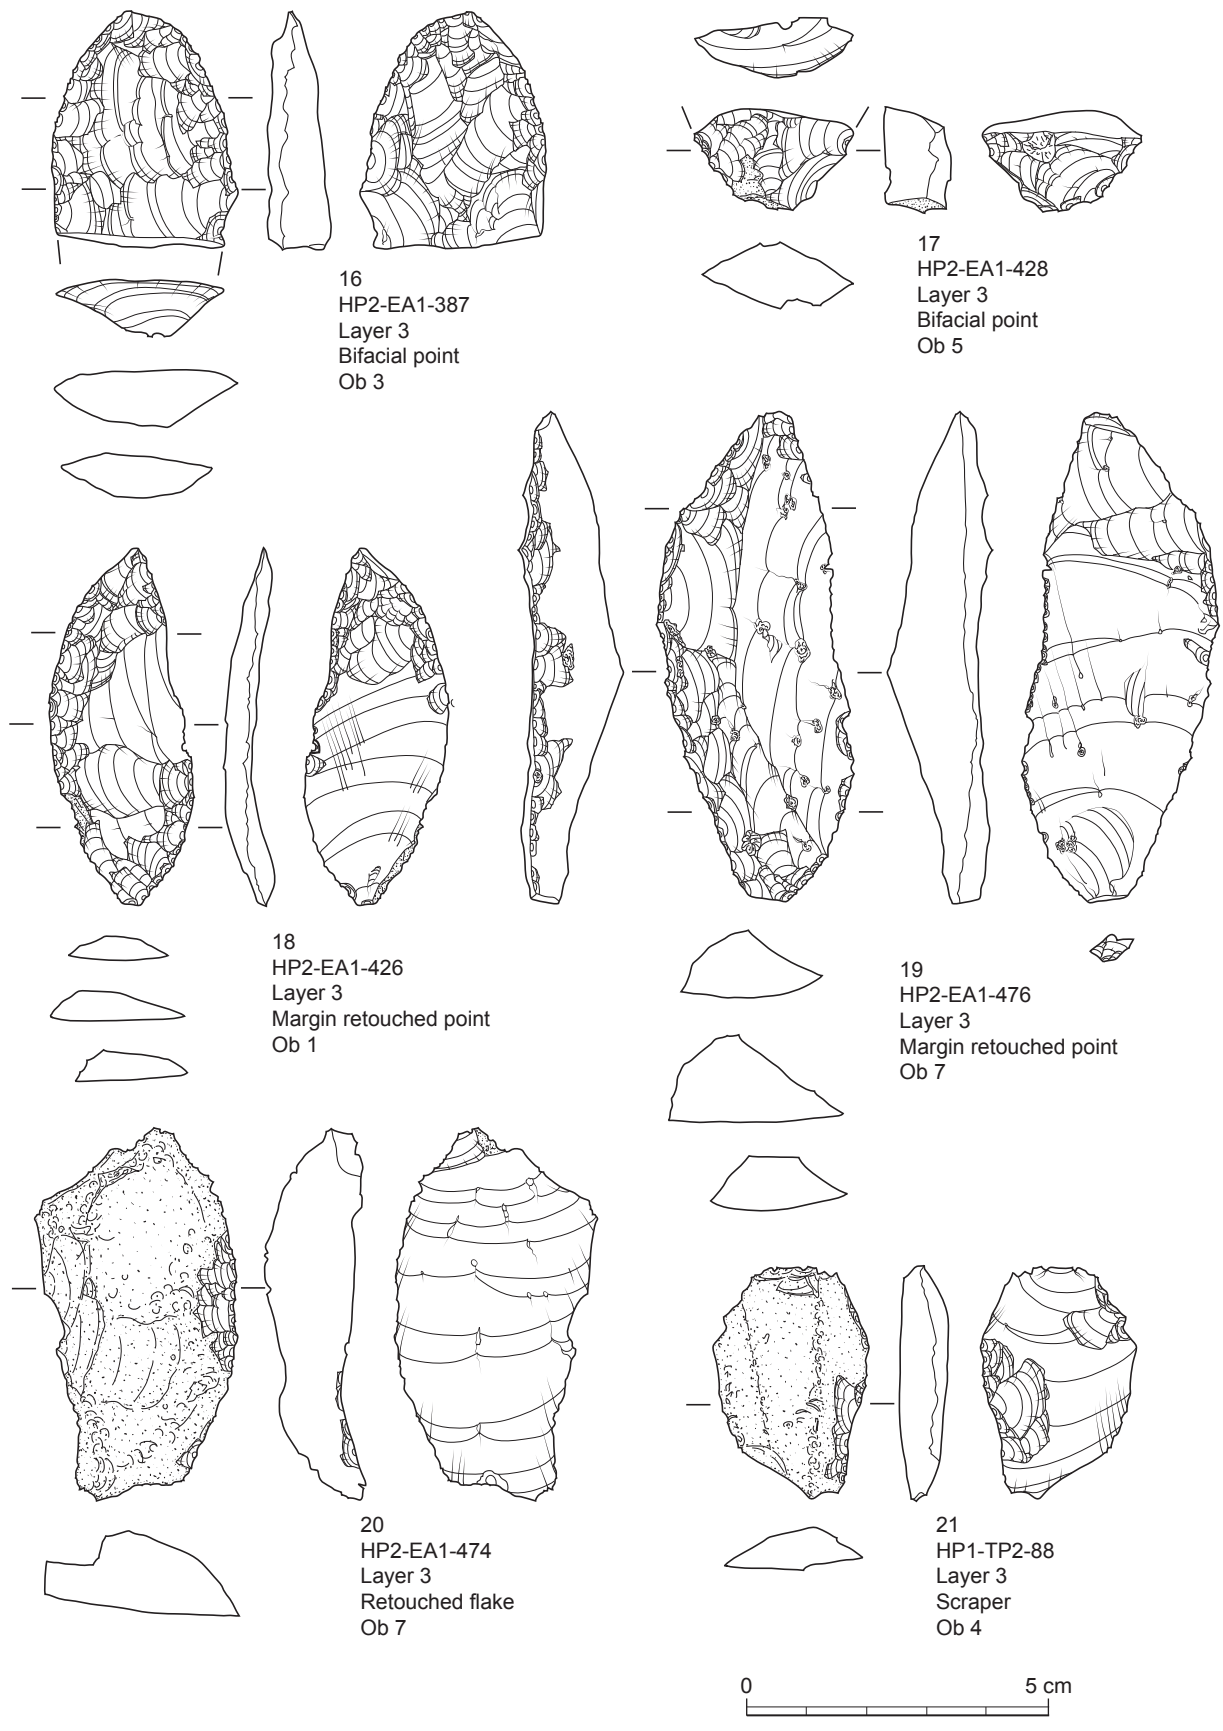 16
HP2-EA1-387
Layer 3
Bifacial point
Ob 3
17
HP2-EA1-428
Layer 3
Bifacial point
Ob 5
18
HP2-EA1-426
Layer 3
Margin retouched point
Ob 1
19
HP2-EA1-476
Layer 3
Margin retouched point
Ob 7
20
HP2-EA1-474
Layer 3
Retouched flake
Ob 7
21
HP1-TP2-88
Layer 3
Scraper
Ob 4
0 5 cm